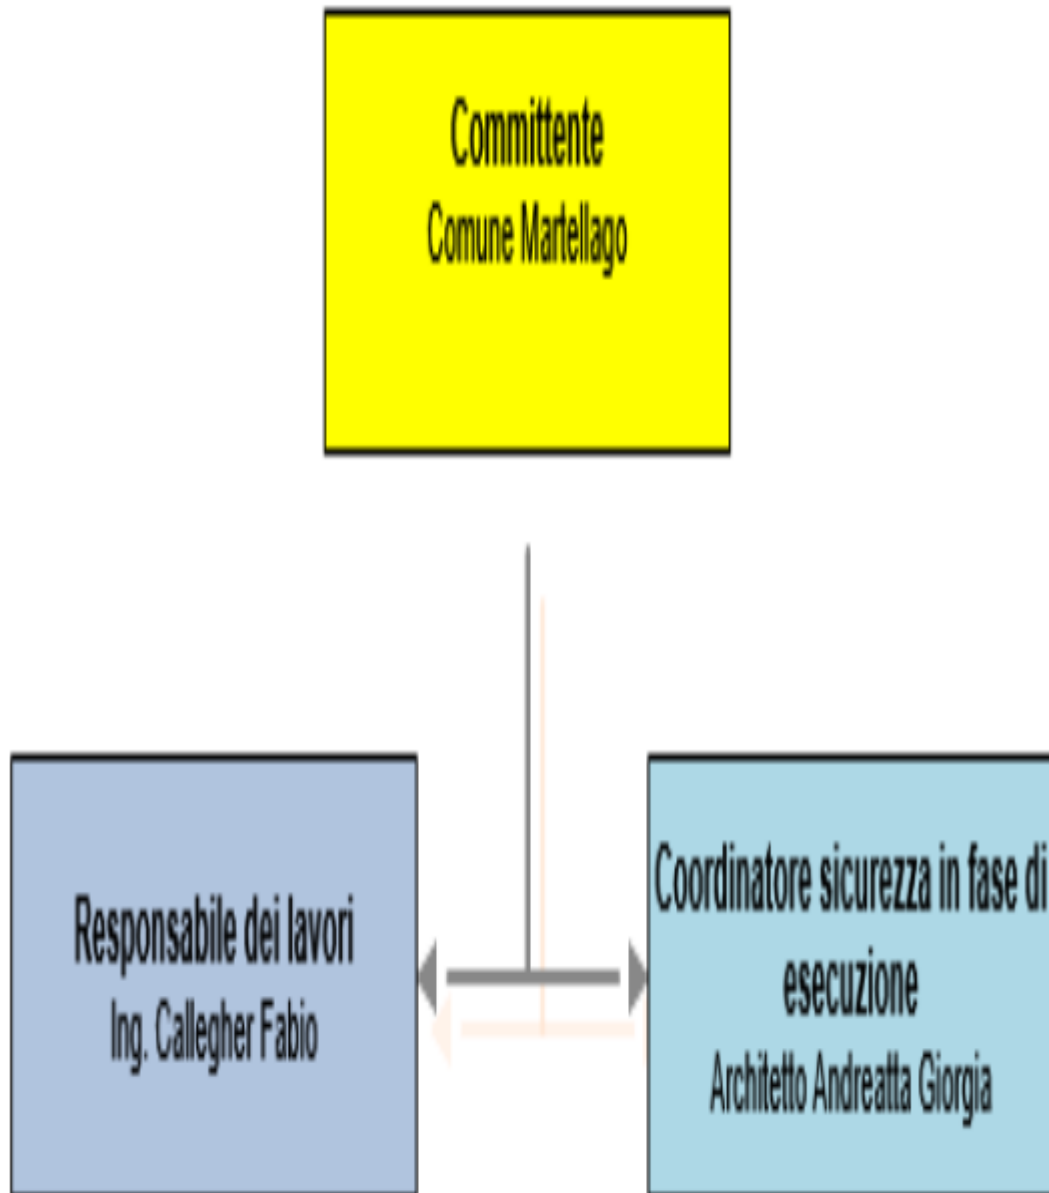 Committente
Comune Martellago
Responsabile dei lavori
Ing. Callegher Fabio
Coordinatore sicurezza in fase di
esecuzione
Architetto Andreatta Giorgia